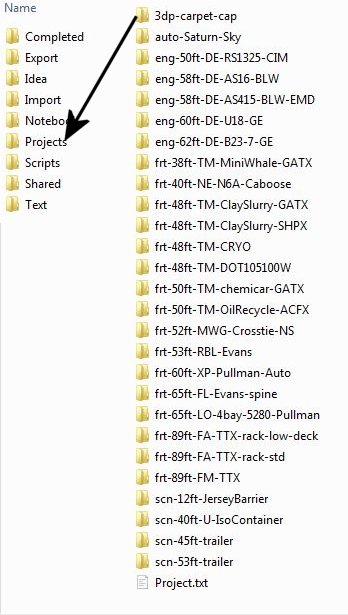 Name
Completed
Export
Idea
Import
Projects
Scripts
Shared
Text
3dp-carpet-cap
auto-Saturn-Sky
eng-50ft-DE-RS1325-CIM
eng-58ft-DE-AS16-BLW
eng-58ft-DE-AS415-BLW-EMD
eng-60ft-DE-U18-GE
eng-62ft-DE-B23-7-GE
frt-38ft-TM-MiniWhale-GATX
frt-40ft-NE-N6A-Caboose
frt-48ft-TM-ClaySlurry-GATX
frt-48ft-TM-ClaySlurry-SHPX
frt-48ft-TM-CRYO
frt-48ft-TM-DOT105100W
frt-50ft-TM-chemicar-GATX
frt-50ft-TM-OilRecycle-ACFX
frt-52ft-MWG-Crosstie-NS
frt-53ft-RBL-Evans
frt-60ft-XP-Pullman-Auto
frt-65ft-FL-Evans-spine
frt-65ft-LO-4bay-5280-Pullman
frt-89ft-FA-TTX-rack-low-deck
frt-89ft-FA-TTX-rack-std
frt-89ft-FM-TTX
scn-12ft-JerseyBarrier
scn-40ft-U-IsoContainer
scn-45ft-trailer
scn-53ft-trailer
Project.txt